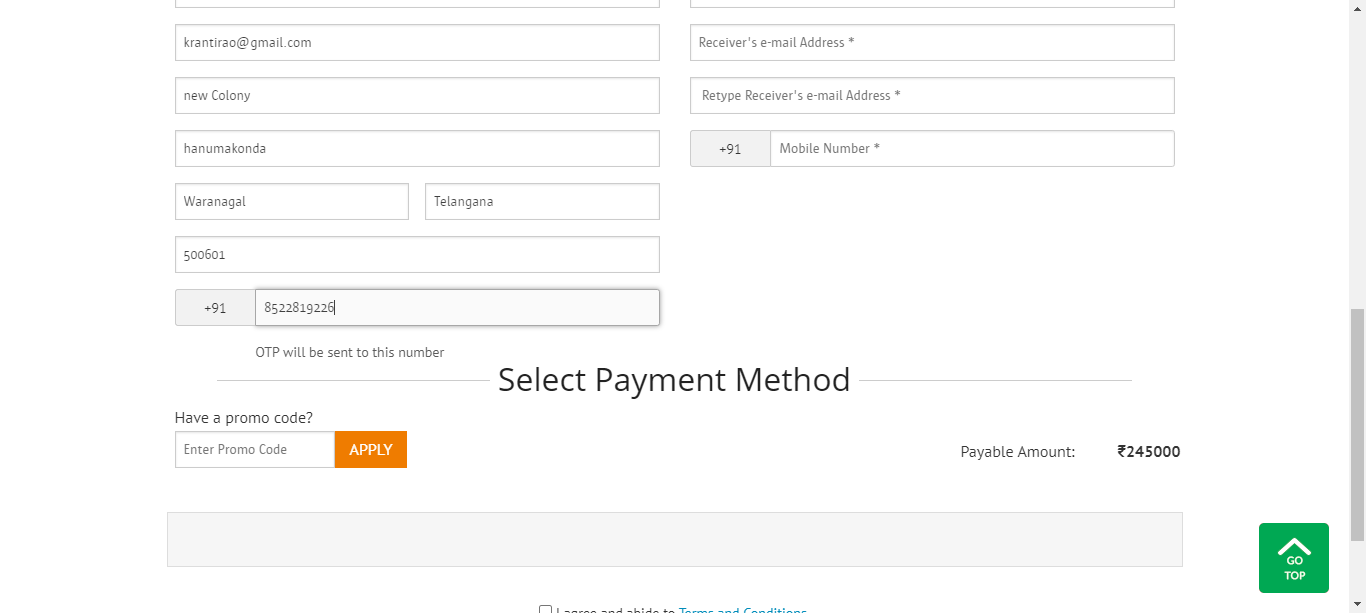 krantirao@gmail.com
Receiver's e-mail Address *
new Colony
Retype Receiver's e-mail Address *
hanumakonda
+91
Mobile Number *
Waranagal
Telangana
500601
+91
8522819226
OTP will be sent to this number
Select Payment Method
Have a promo code?
Enter Promo Code
APPLY
Payable Amount:
₹245000
GO
TOP
I agree and abide to Terms and Conditions